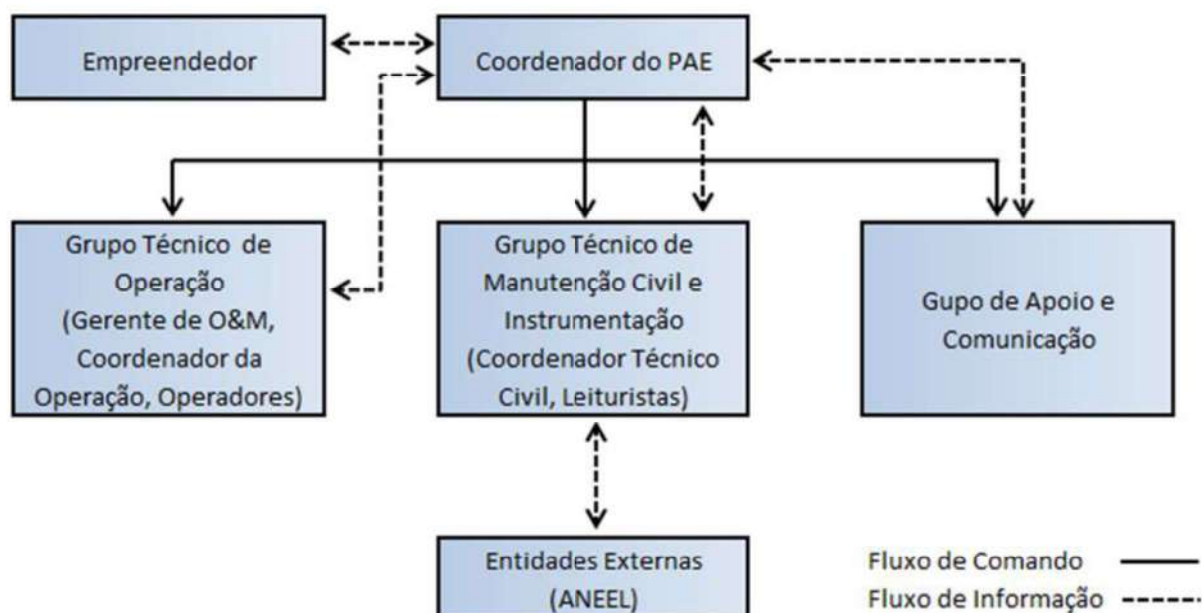 Empreendedor
Coordenador do PAE
Grupo Técnico de
Operação
(Gerente de O&M,
Coordenador da
Operação, Operadores)
Grupo Técnico de
Manutenção Civil e
Instrumentação
(Coordenador Técnico
Civil, Leituristas)
Gupo de Apoio e
Comunicação
Entidades Externas
(ANEEL)
Fluxo de Comando
Fluxo de Informação